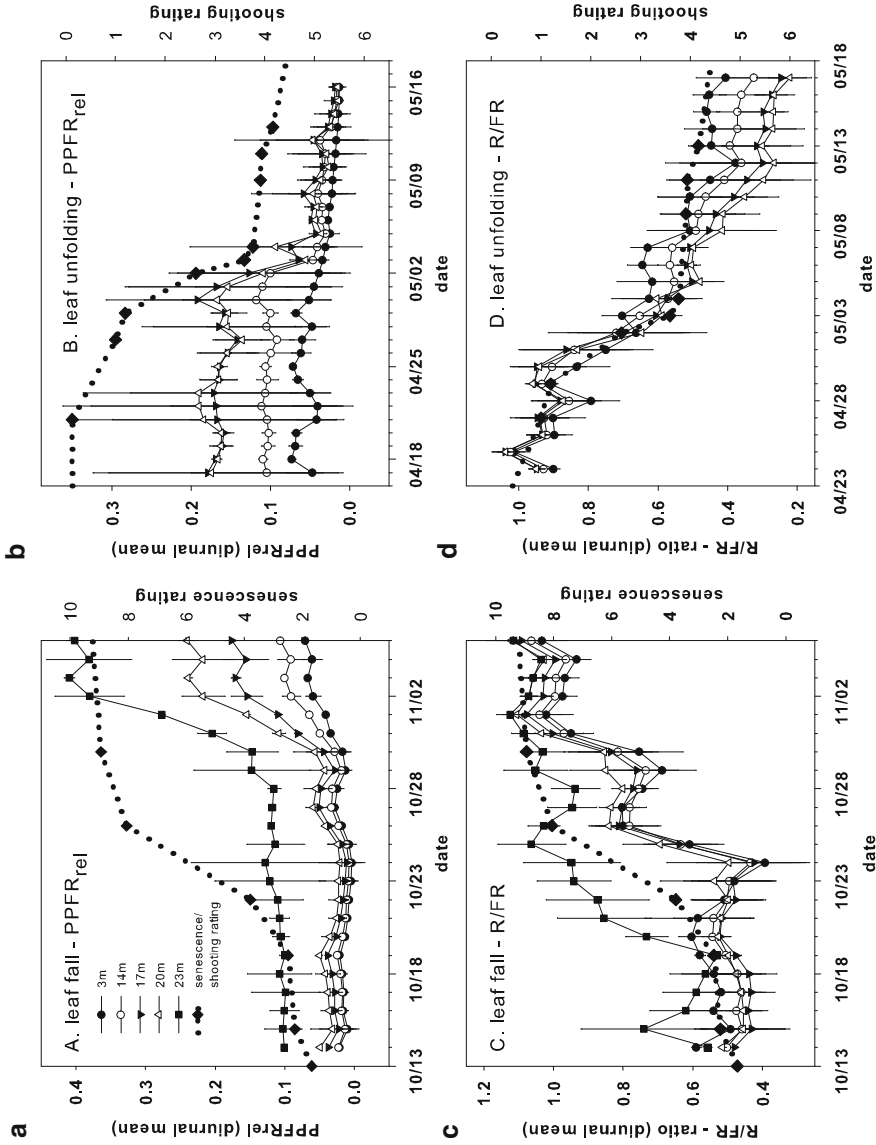 a
A. leaf fall - PPFRrel
3m
14m
17m
20m
23m
senescence/
shooting rating
PPFRrel (diurnal mean)
0.4
0.3
0.2
0.1
0.0
senescence rating
10
8
6
4
2
0
10/13
10/18
10/23
10/28
11/02
date
b
B. leaf unfolding - PPFRrel
PPFRrel (diurnal mean)
0.3
0.2
0.1
0.0
shooting rating
0
1
2
3
4
5
6
04/18
04/25
05/02
05/09
05/16
date
c
C. leaf fall - R/FR
R/FR - ratio (diurnal mean)
1.2
1.0
0.8
0.6
0.4
senescence rating
10
8
6
4
2
0
10/13
10/18
10/23
10/28
11/02
date
d
D. leaf unfolding - R/FR
R/FR - ratio (diurnal mean)
1.0
0.8
0.6
0.4
0.2
shooting rating
0
1
2
3
4
5
6
04/23
04/28
05/03
05/08
05/13
05/18
date